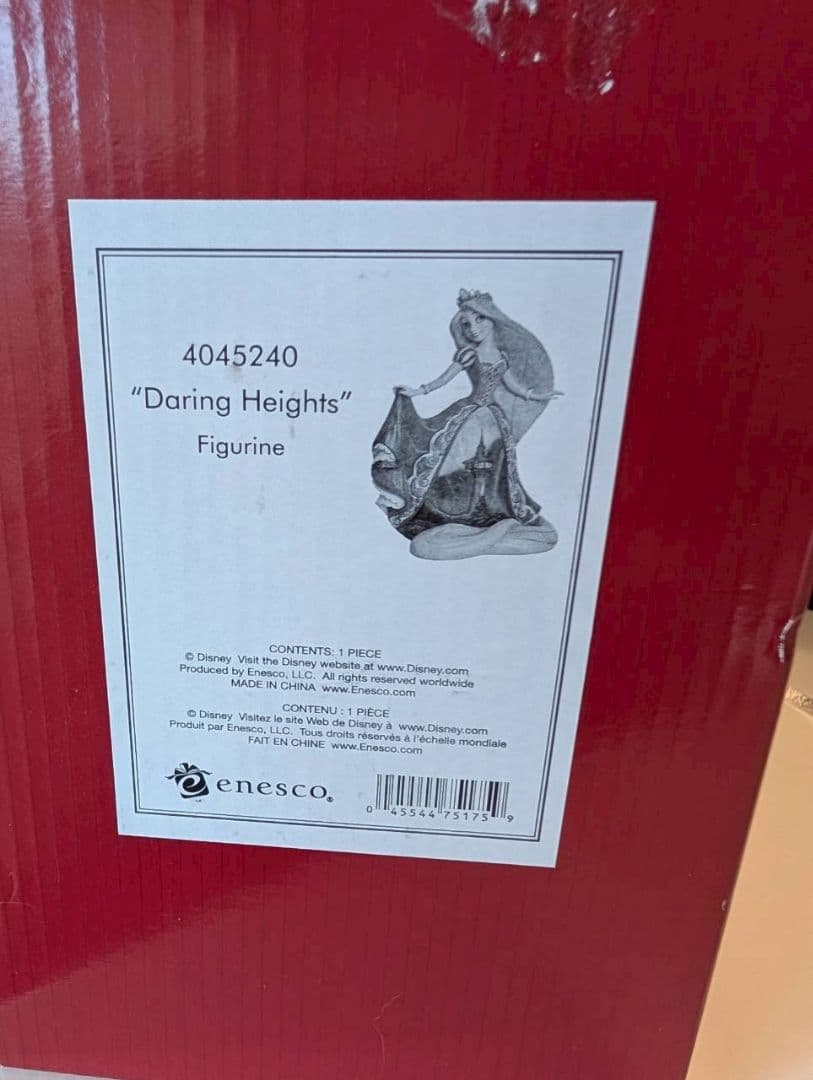 4045240
"Daring Heights"
Figurine
CONTENTS: 1 PIECE
© Disney Visit the Disney website at www.Disney.com
Produced by Enesco, LLC. All rights reserved worldwide
MADE IN CHINA www.Enesco.com
CONTENU : 1 PIÈCE
© Disney Visitez le site Web de Disney à www.Disney.com
Produit par Enesco, LLC. Tous droits réservés à l'échelle mondiale
FAIT EN CHINE www.Enesco.com
enesco®
0 45544 75175 9